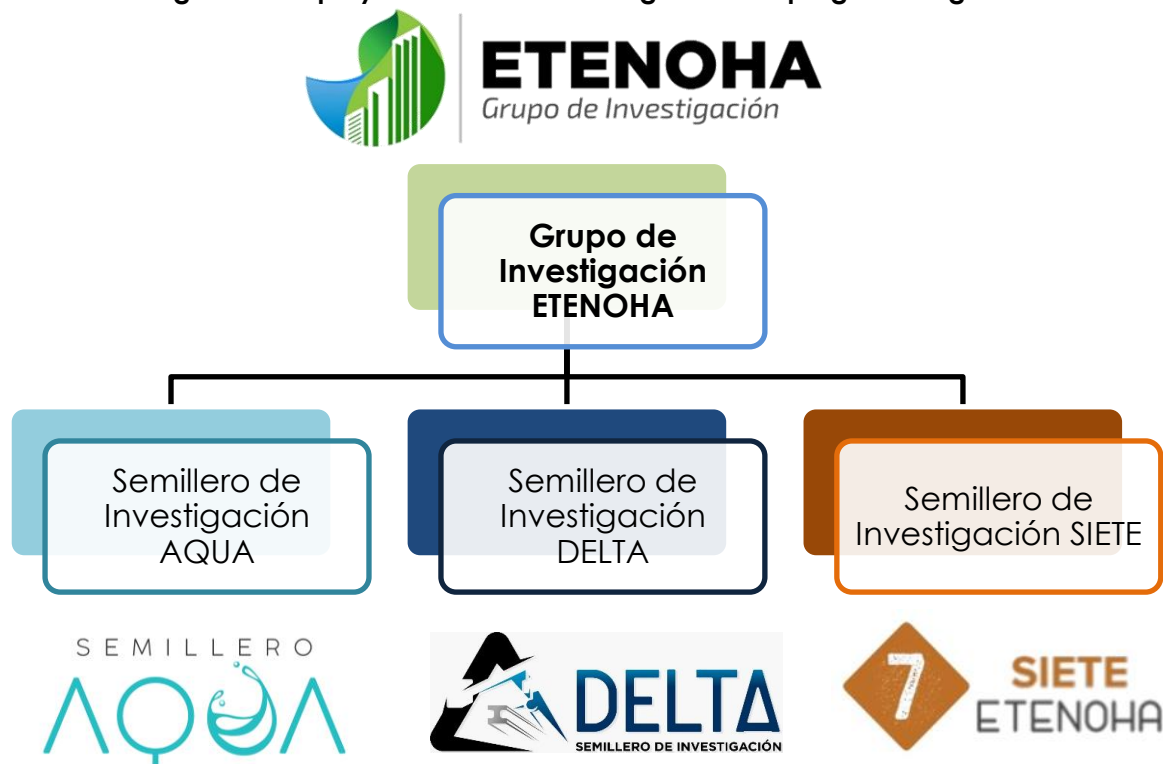 ETENOHA
Grupo de Investigación
Grupo de
Investigación
ETENOHA
Semillero de
Investigación
AQUA
Semillero de
Investigación
DELTA
Semillero de
Investigación SIETE
SEMILLERO
AQUA
DELTA
SEMILLERO DE INVESTIGACIÓN
7
SIETE
ETENOHA